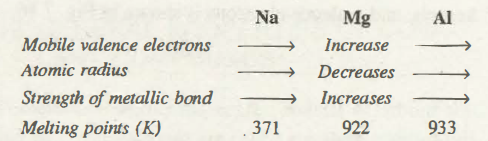 Na Mg Al
Mobile valence electrons → Increase →
Atomic radius → Decreases →
Strength of metallic bond → Increases →
Melting points (K) 371 922 933